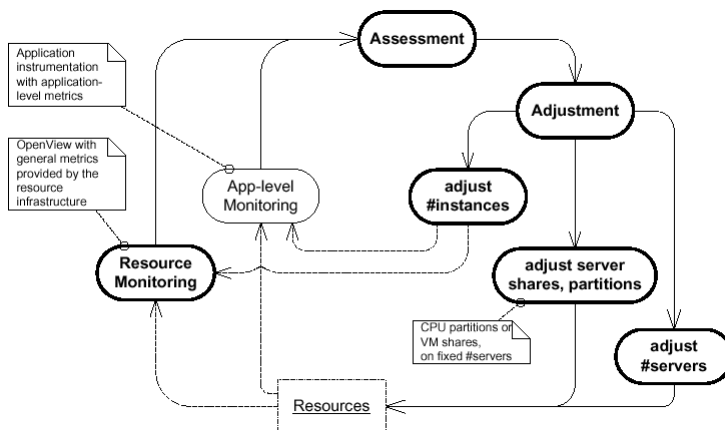 Application
instrumentation
with application-
level metrics
Assessment
Adjustment
OpenView with
general metrics
provided by the
resource
infrastructure
App-level
Monitoring
adjust
#instances
Resource
Monitoring
adjust server
shares, partitions
CPU partitions or
VM shares,
on fixed #servers
adjust
#servers
Resources